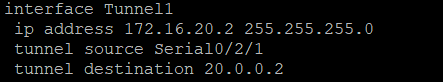 interface Tunnel1
ip address 172.16.20.2 255.255.255.0
tunnel source Serial0/2/1
tunnel destination 20.0.0.2